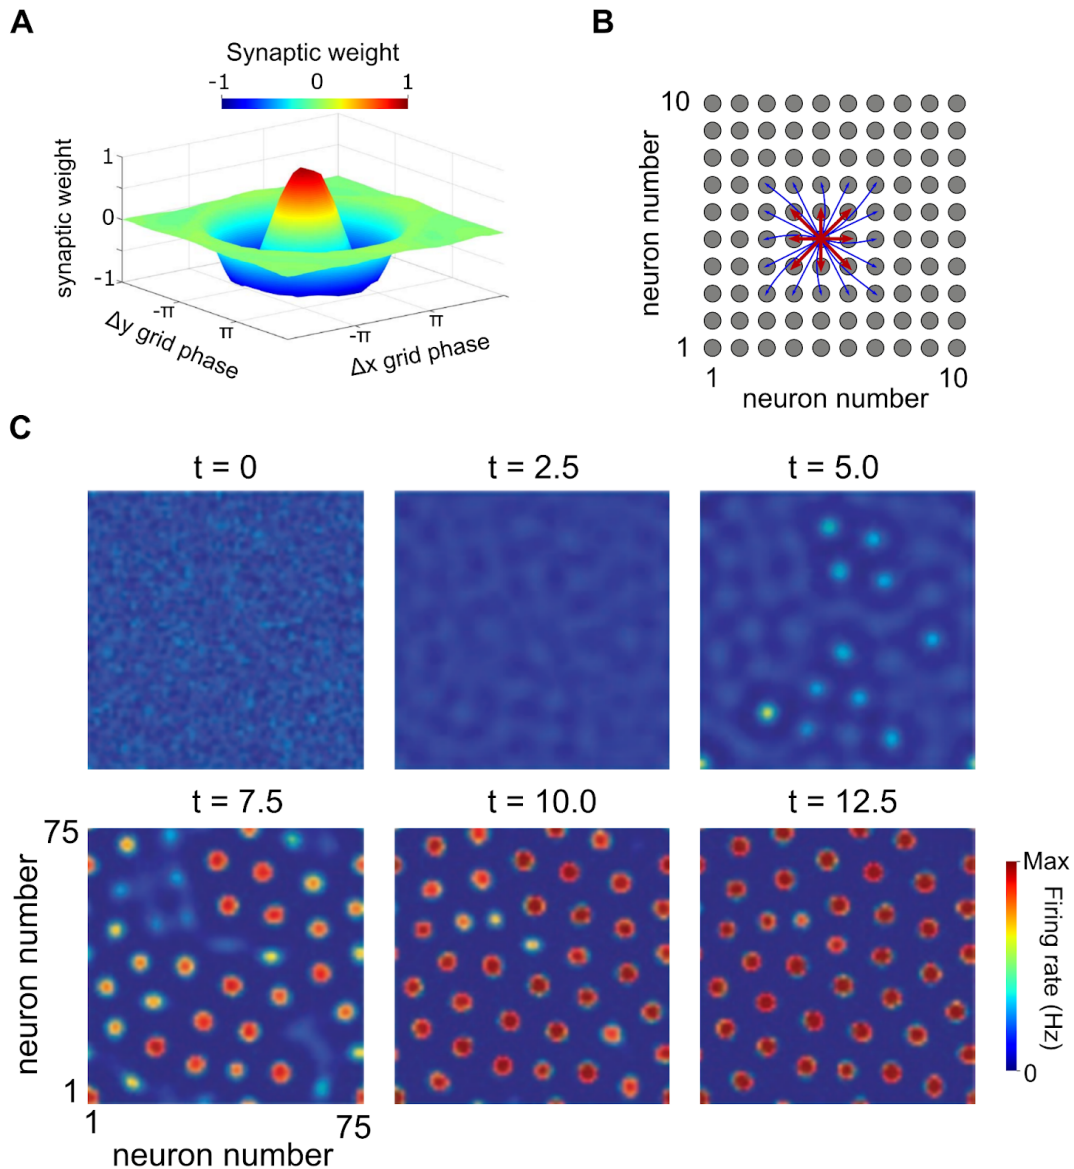 A
Synaptic weight
-1 0 1
synaptic weight
1
0
-1
-π
π
Δy grid phase
-π
π
Δx grid phase
B
10
neuron number
1
1 10
neuron number
C
t = 0 t = 2.5 t = 5.0
t = 7.5 t = 10.0 t = 12.5
75
neuron number
1
1 75
neuron number
Max
Firing rate (Hz)
0